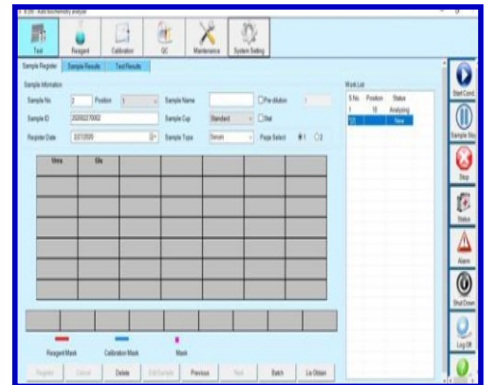 Auto biochemistry analyzer
Test Reagent Calibration QC Maintenance System Setting
Sample Register Sample Results Test Results
Sample Information
Sample No. 2 Position 1 Sample Name Pre-dilution
Sample ID 20200227002 Sample Cup Standard Stat
Register Date Sample Type Serum Page Select 1 2
Urea Glu
Reagent Mask Calibration Mask Mask
Register Cancel Delete Edit Sample Previous Next Batch Lis Obtain
Work List
S.No. Position Status
1 Analyzing
New
Start Cond.
Sample Stop
Stop
Status
Alarm
Shut Down
Log Off